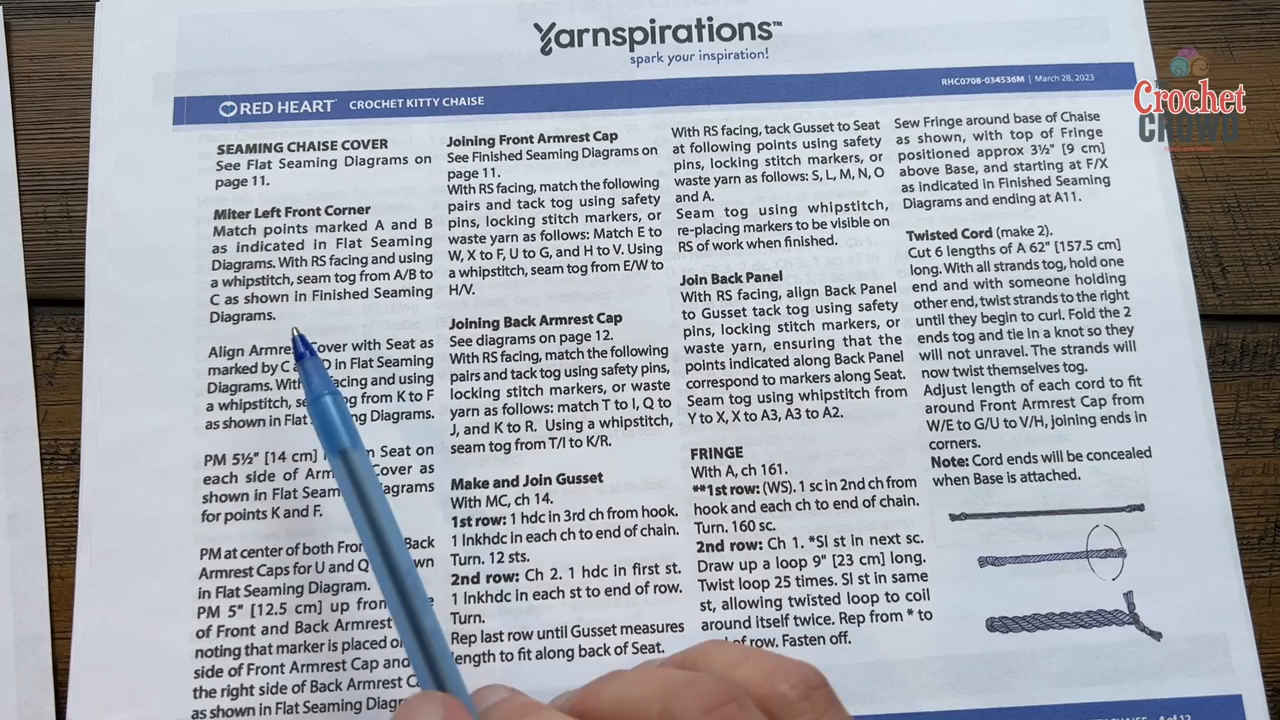 Yarnspirations™
spark your inspiration!
RHC0708-034536M | March 28, 2023
RED HEART® CROCHET KITTY CHAISE
Crochet
CROWD
SEAMING CHAISE COVER
See Flat Seaming Diagrams on
page 11.
Miter Left Front Corner
Match points marked A and B
as indicated in Flat Seaming
Diagrams. With RS facing and using
a whipstitch, seam tog from A/B to
C as shown in Finished Seaming
Diagrams.
Align Cover with Seat as
marked by C D in Flat Seaming
Diagrams. facing and using
a whipstitch, from K to F
as shown in Flat Diagrams.
PM 5½" [14 cm] Seat on
each side of Cover as
shown in Flat
for points K and F.
PM at center of both Back
Armrest Caps for U and Q
in Flat Seaming Diagram.
PM 5" [12.5 cm] up
of Front and Back Armrest
noting that marker is placed
side of Front Armrest Cap and
the right side of Back Armrest
as shown in Flat Seaming
Joining Front Armrest Cap
See Finished Seaming Diagrams on
page 11.
With RS facing, match the following
pairs and tack tog using safety
pins, locking stitch markers, or
waste yarn as follows: Match E to
W, X to F, U to G, and H to V. Using
a whipstitch, seam tog from E/W to
H/V.
Joining Back Armrest Cap
See diagrams on page 12.
With RS facing, match the following
pairs and tack tog using safety pins,
locking stitch markers, or waste
yarn as follows: match T to I, Q to
J, and K to R. Using a whipstitch,
seam tog from T/I to K/R.
Make and Join Gusset
With MC, ch 14.
1st row: 1 hdc in 3rd ch from hook.
1 lnkhdc in each ch to end of chain.
Turn. 12 sts.
2nd row: Ch 2. 1 hdc in first st.
1 lnkhdc in each st to end of row.
Turn.
Rep last row until Gusset measures
length to fit along back of Seat.
With RS facing, tack Gusset to Seat
at following points using safety
pins, locking stitch markers, or
waste yarn as follows: S, L, M, N, O
and A.
Seam tog using whipstitch,
re-placing markers to be visible on
RS of work when finished.
Join Back Panel
With RS facing, align Back Panel
to Gusset tack tog using safety
pins, locking stitch markers, or
waste yarn, ensuring that the
points indicated along Back Panel
correspond to markers along Seat.
Seam tog using whipstitch from
Y to X, X to A3, A3 to A2.
FRINGE
With A, ch 161.
**1st row: (WS). 1 sc in 2nd ch from
hook and each ch to end of chain.
Turn. 160 sc.
2nd row: Ch 1. *Sl st in next sc.
Draw up a loop 9" [23 cm] long.
Twist loop 25 times. Sl st in same
st, allowing twisted loop to coil
around itself twice. Rep from * to
of row. Fasten off.
Sew Fringe around base of Chaise
as shown, with top of Fringe
positioned approx 3½" [9 cm]
above Base, and starting at F/X
as indicated in Finished Seaming
Diagrams and ending at A11.
Twisted Cord (make 2).
Cut 6 lengths of A 62" [157.5 cm]
long. With all strands tog, hold one
end and with someone holding
other end, twist strands to the right
until they begin to curl. Fold the 2
ends tog and tie in a knot so they
will not unravel. The strands will
now twist themselves tog.
Adjust length of each cord to fit
around Front Armrest Cap from
W/E to G/U to V/H, joining ends in
corners.
Note: Cord ends will be concealed
when Base is attached.